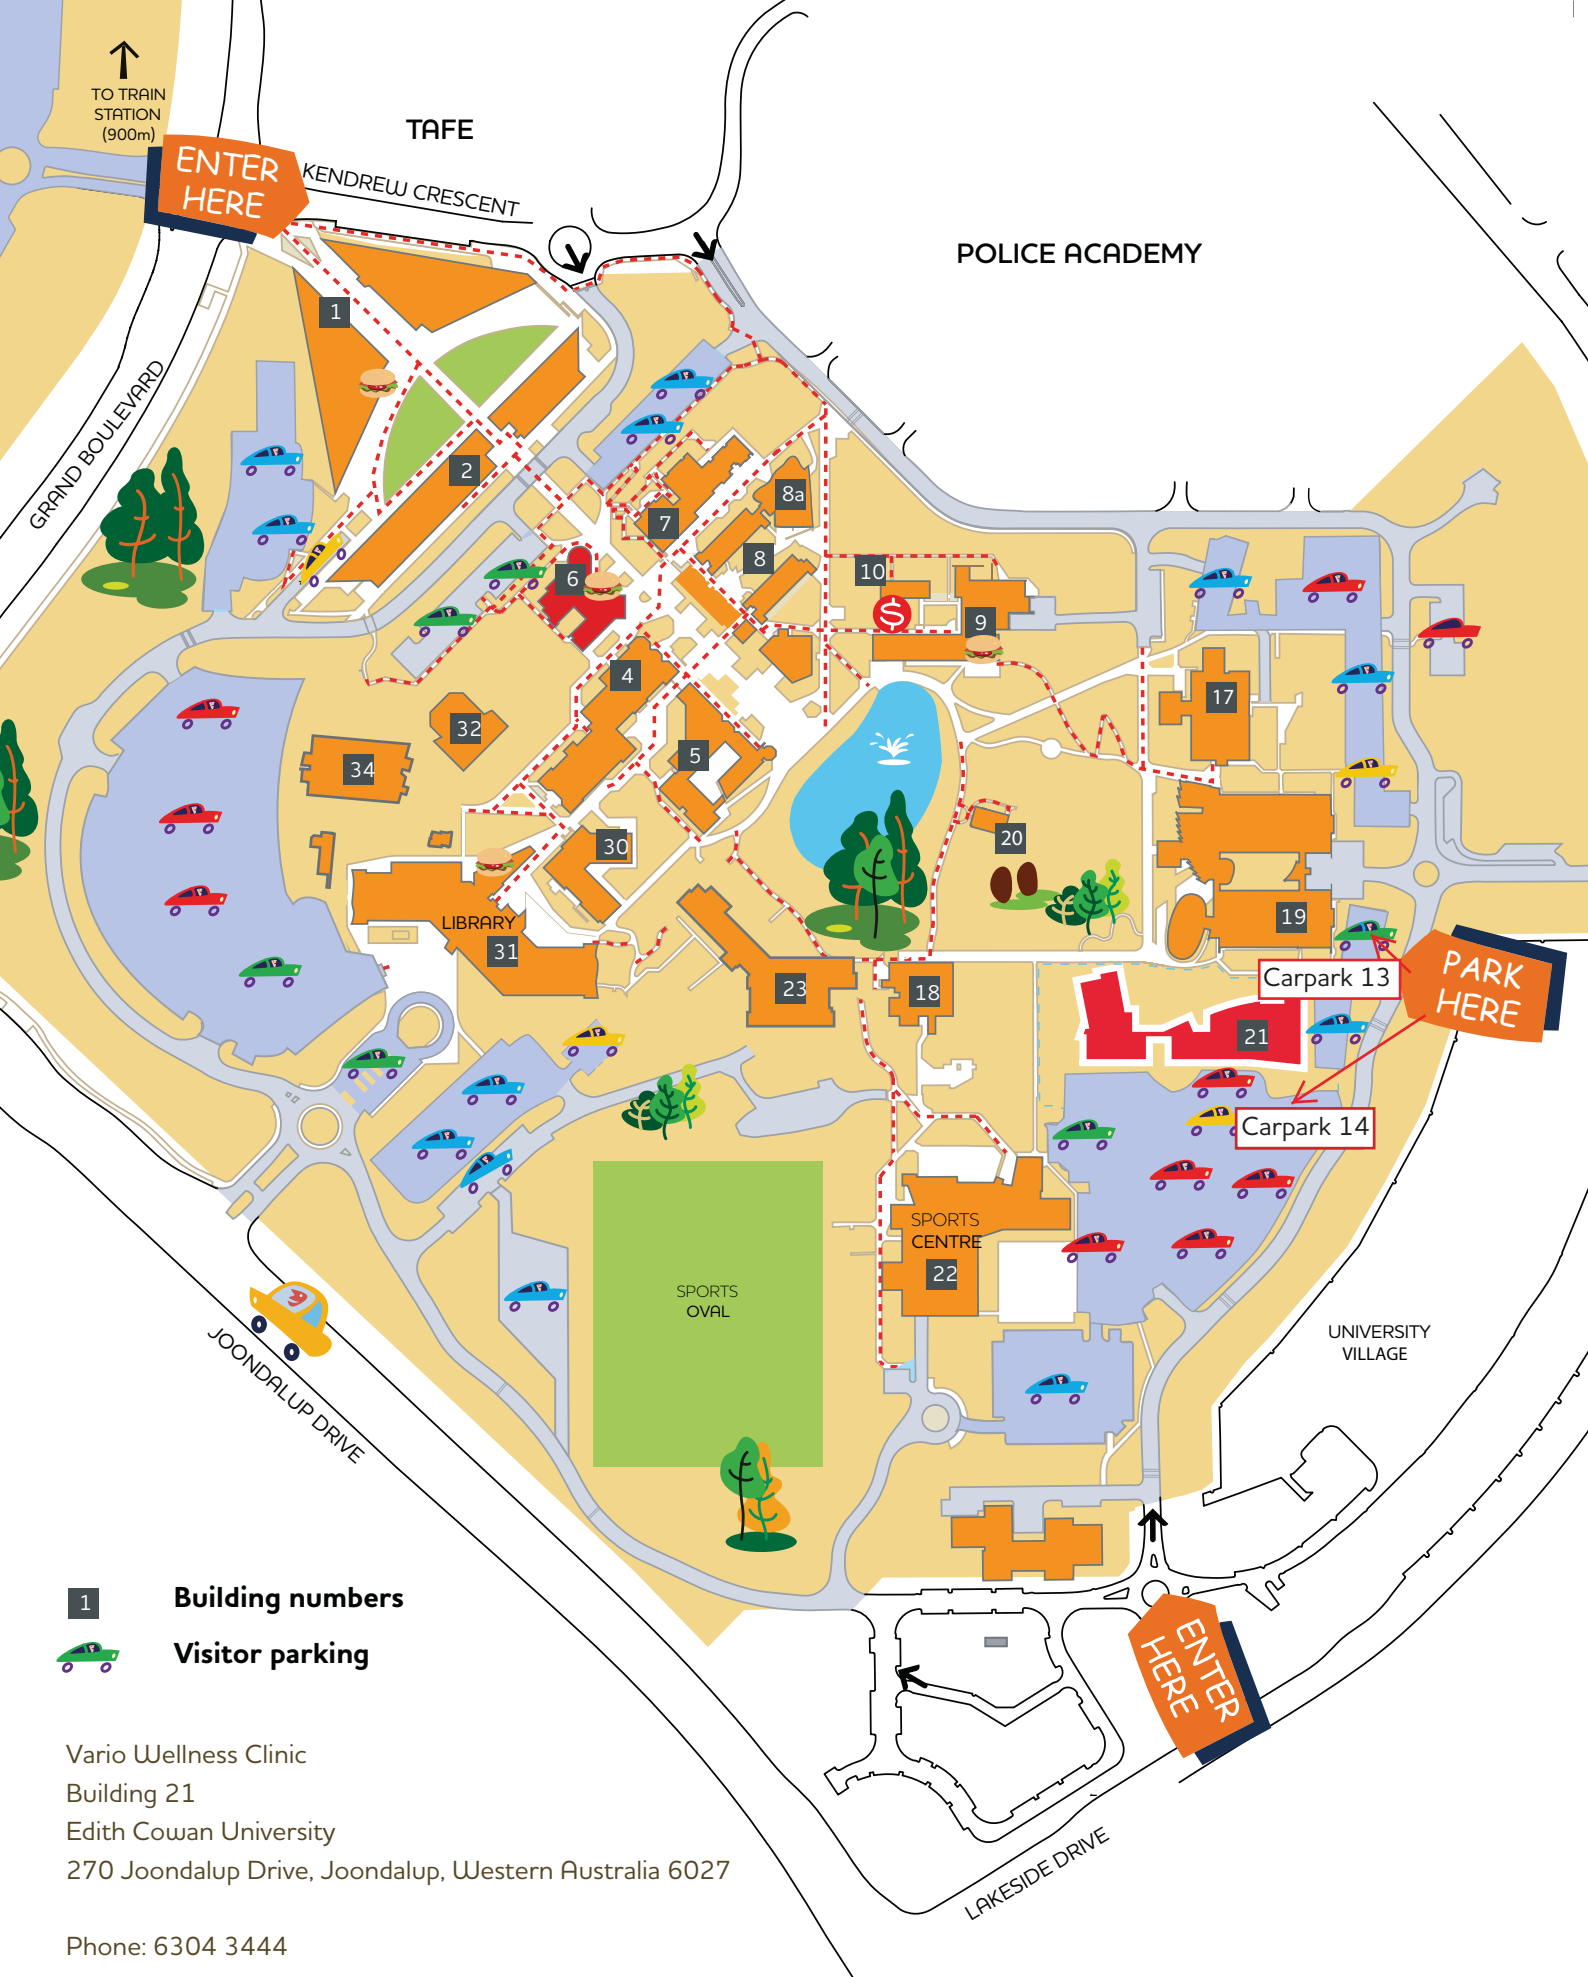 TO TRAIN
STATION
(900m)
ENTER
HERE
TAFE
KENDREW CRESCENT
POLICE ACADEMY
GRAND BOULEVARD
1
2
7
8a
8
6
10
$
9
4
5
17
32
34
20
30
LIBRARY
31
19
23
18
Carpark 13
PARK
HERE
21
Carpark 14
SPORTS
CENTRE
22
SPORTS
OVAL
UNIVERSITY
VILLAGE
JOONDALUP DRIVE
ENTER
HERE
LAKESIDE DRIVE
1
Building numbers
Visitor parking
Vario Wellness Clinic
Building 21
Edith Cowan University
270 Joondalup Drive, Joondalup, Western Australia 6027
Phone: 6304 3444